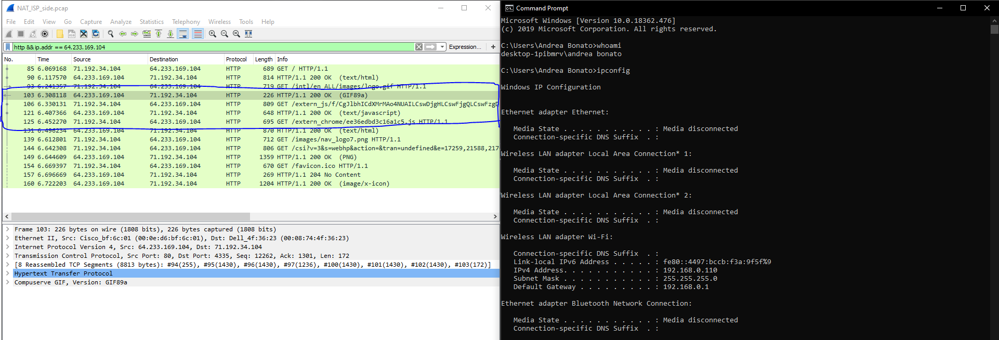 NAT_ISP_side.pcap
File Edit View Go Capture Analyze Statistics Telephony Wireless Tools Help
http && ip.addr == 64.233.169.104 Expression... +
No. Time Source Destination Protocol Length Info
85 6.069168 71.192.34.104 64.233.169.104 HTTP 689 GET / HTTP/1.1
90 6.117570 64.233.169.104 71.192.34.104 HTTP 814 HTTP/1.1 200 OK (text/html)
93 6.241357 71.192.34.104 64.233.169.104 HTTP 719 GET /intl/en_ALL/images/logo.gif HTTP/1.1
103 6.308118 64.233.169.104 71.192.34.104 HTTP 226 HTTP/1.1 200 OK (GIF89a)
106 6.330131 71.192.34.104 64.233.169.104 HTTP 809 GET /extern_js/f/CgJlbhICdXMrMAo4NUAILCswDjgHLCswFjgQLCswFzgD
121 6.407366 64.233.169.104 71.192.34.104 HTTP 648 HTTP/1.1 200 OK (text/javascript)
125 6.452270 71.192.34.104 64.233.169.104 HTTP 695 GET /extern_chrome/ee36edbd3c16a1c5.js HTTP/1.1
131 6.496234 64.233.169.104 71.192.34.104 HTTP 870 HTTP/1.1 200 OK (text/html)
139 6.612801 71.192.34.104 64.233.169.104 HTTP 712 GET /images/nav_logo7.png HTTP/1.1
144 6.642308 71.192.34.104 64.233.169.104 HTTP 806 GET /csi?v=3&s=webhp&action=&tran=undefined&e=17259,21588,217
149 6.644609 64.233.169.104 71.192.34.104 HTTP 1359 HTTP/1.1 200 OK (PNG)
154 6.669397 71.192.34.104 64.233.169.104 HTTP 670 GET /favicon.ico HTTP/1.1
157 6.696669 64.233.169.104 71.192.34.104 HTTP 269 HTTP/1.1 204 No Content
160 6.722203 64.233.169.104 71.192.34.104 HTTP 1204 HTTP/1.1 200 OK (image/x-icon)
Frame 103: 226 bytes on wire (1808 bits), 226 bytes captured (1808 bits)
Ethernet II, Src: Cisco_bf:6c:01 (00:0e:d6:bf:6c:01), Dst: Dell_4f:36:23 (00:08:74:4f:36:23)
Internet Protocol Version 4, Src: 64.233.169.104, Dst: 71.192.34.104
Transmission Control Protocol, Src Port: 80, Dst Port: 4335, Seq: 12262, Ack: 1301, Len: 172
[8 Reassembled TCP Segments (8813 bytes): #94(255), #95(1430), #96(1430), #97(1236), #100(1430), #101(1430), #102(1430), #103(172)]
Hypertext Transfer Protocol
Compuserve GIF, Version: GIF89a
Command Prompt
Microsoft Windows [Version 10.0.18362.476]
(c) 2019 Microsoft Corporation. All rights reserved.
C:\Users\Andrea Bonato>whoami
desktop-1pibmrv\andrea bonato
C:\Users\Andrea Bonato>ipconfig
Windows IP Configuration
Ethernet adapter Ethernet:
Media State . . . . . . . . . . . : Media disconnected
Connection-specific DNS Suffix . :
Wireless LAN adapter Local Area Connection* 1:
Media State . . . . . . . . . . . : Media disconnected
Connection-specific DNS Suffix . :
Wireless LAN adapter Local Area Connection* 2:
Media State . . . . . . . . . . . : Media disconnected
Connection-specific DNS Suffix . :
Wireless LAN adapter Wi-Fi:
Connection-specific DNS Suffix . :
Link-local IPv6 Address . . . . . : fe80::4497:bccb:f3a:9f5f%9
IPv4 Address. . . . . . . . . . . : 192.168.0.110
Subnet Mask . . . . . . . . . . . : 255.255.255.0
Default Gateway . . . . . . . . . : 192.168.0.1
Ethernet adapter Bluetooth Network Connection:
Media State . . . . . . . . . . . : Media disconnected
Connection-specific DNS Suffix . :